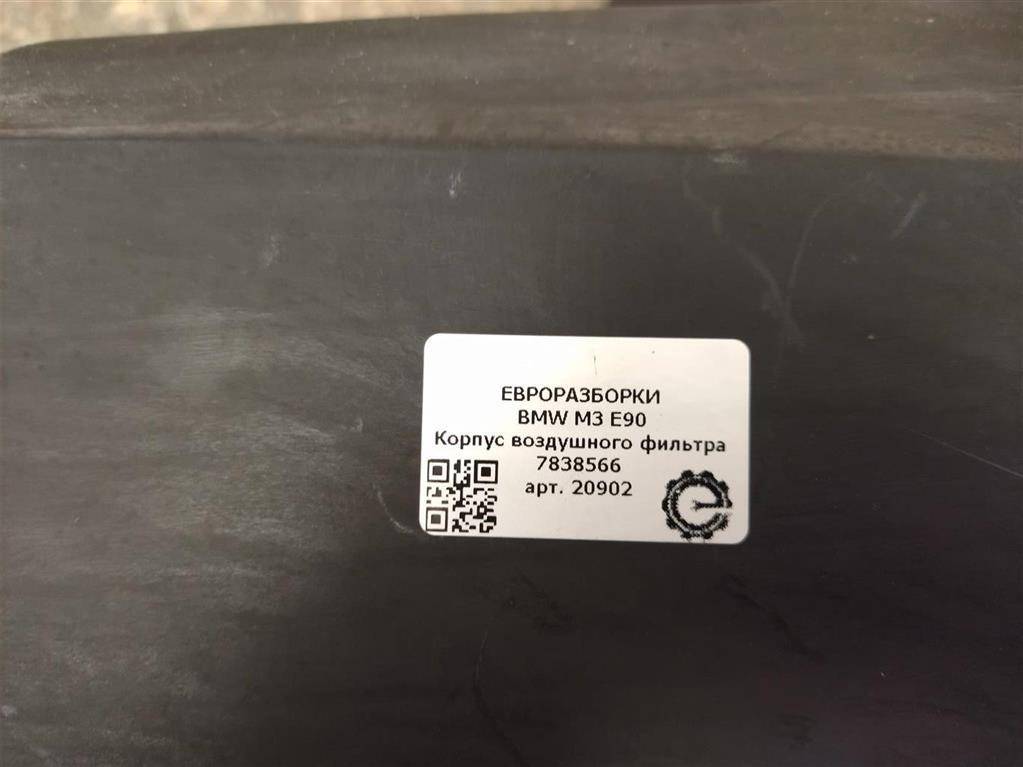 ЕВРОРАЗБОРКИ
BMW M3 E90
Корпус воздушного фильтра
7838566
арт. 20902